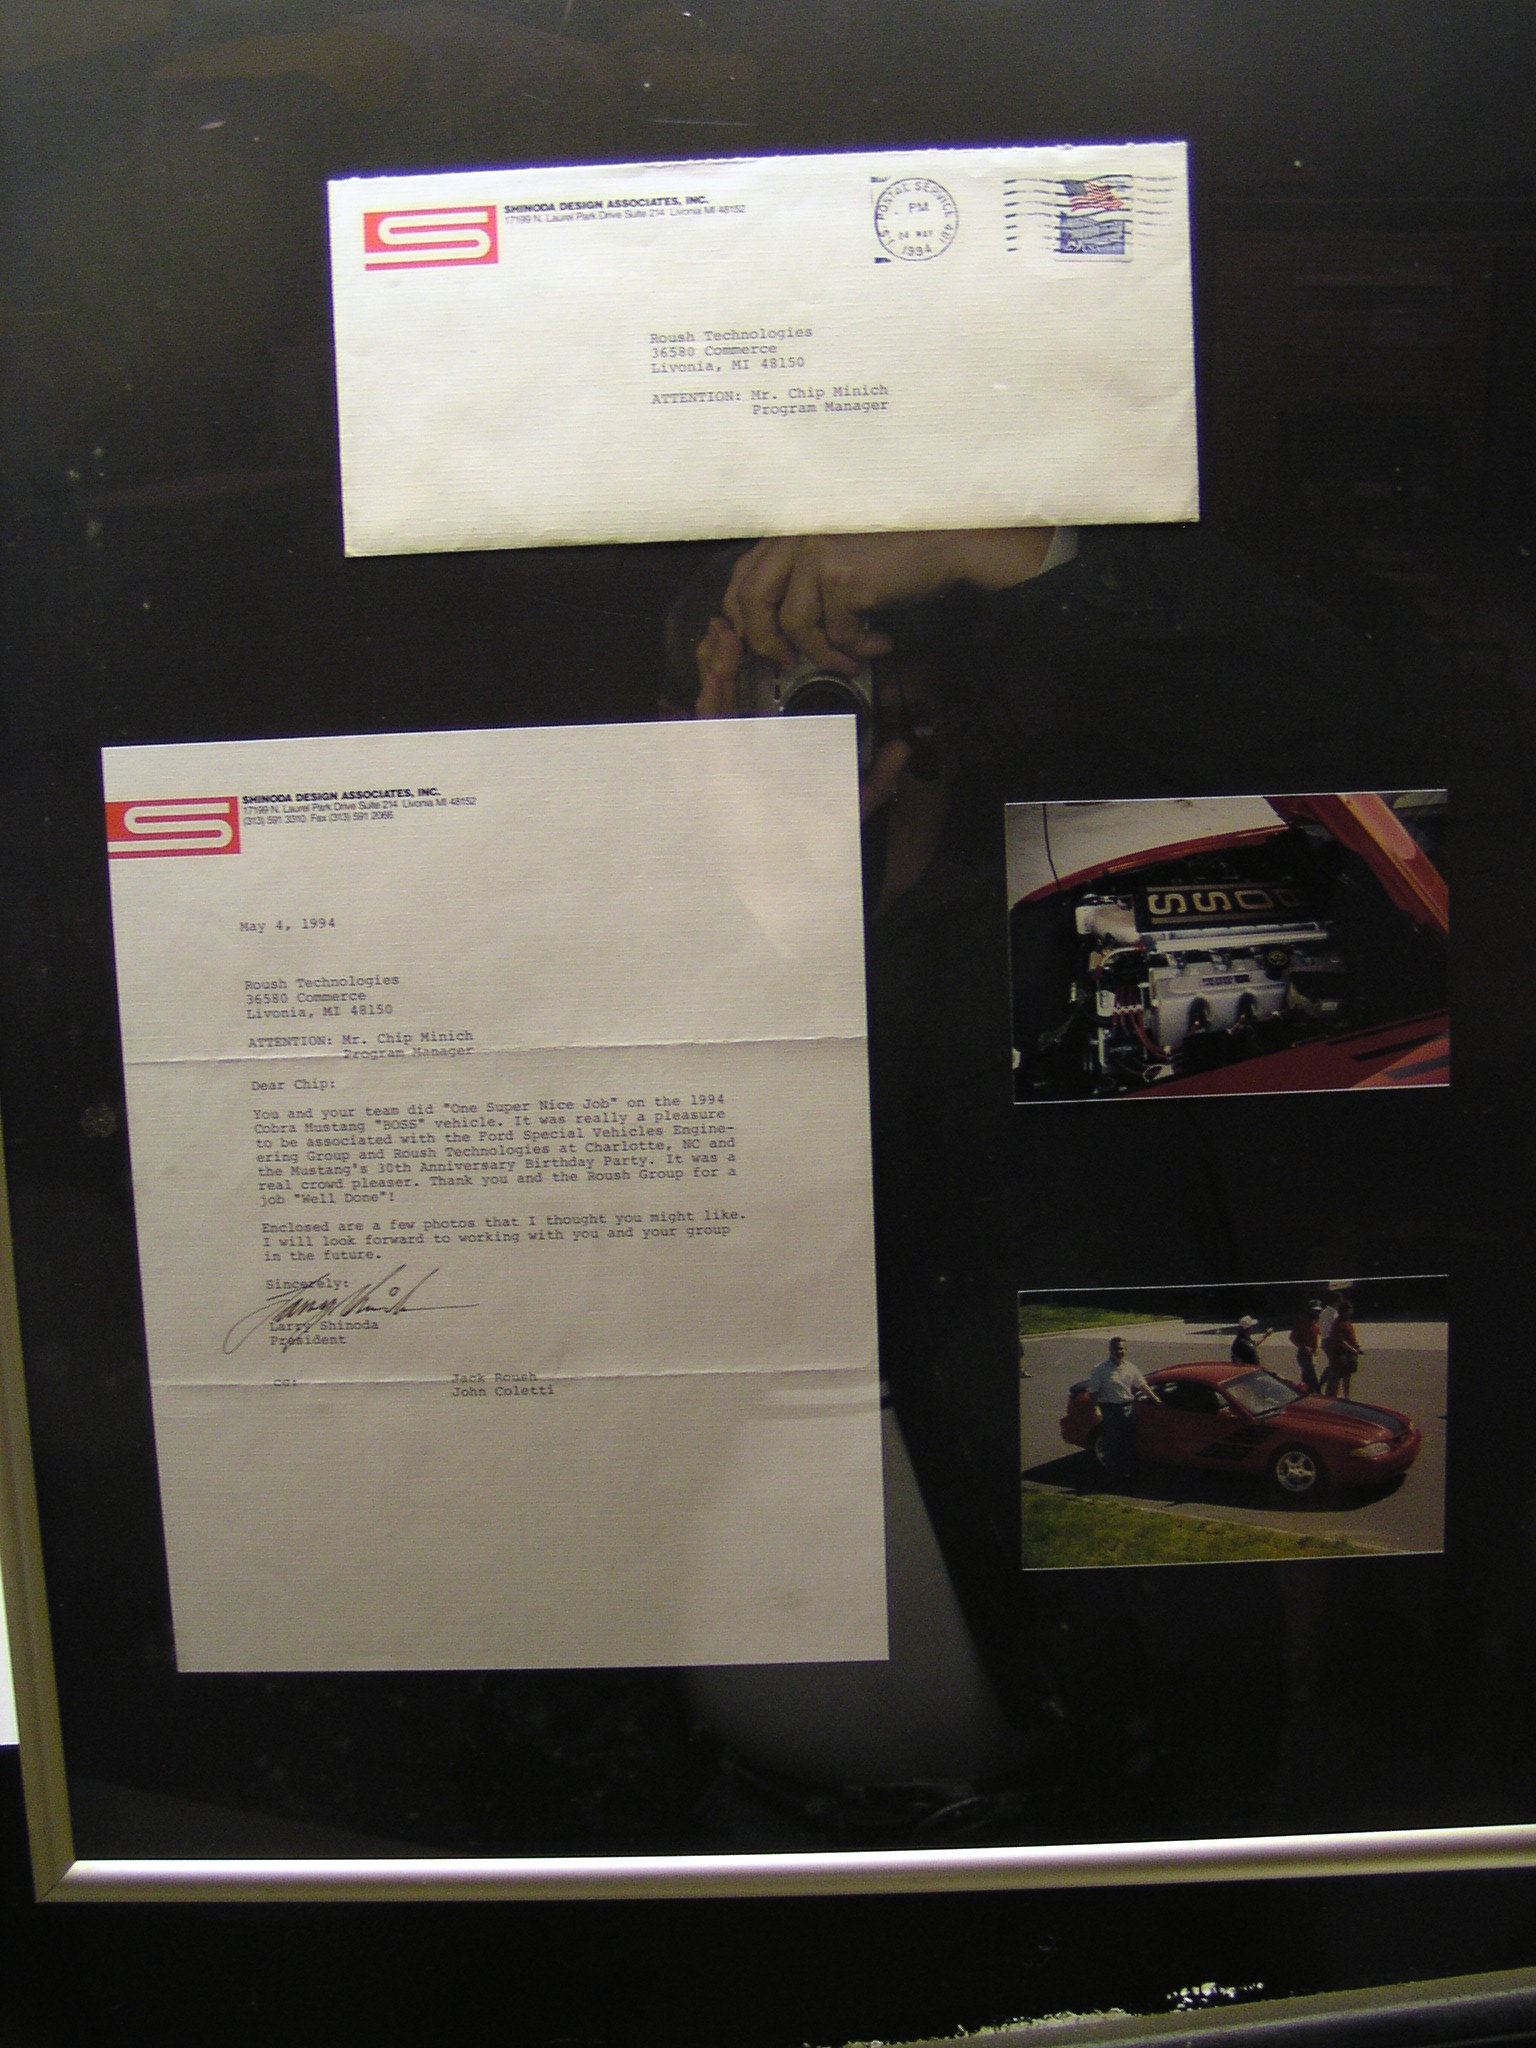 SHINODA DESIGN ASSOCIATES, INC.
17199 N. Laurel Park Drive Suite 214 Livonia MI 48152
U.S. POSTAL SERVICE 481
PM
04 MAY
1994
Roush Technologies
36580 Commerce
Livonia, MI 48150
ATTENTION: Mr. Chip Minich
Program Manager
SHINODA DESIGN ASSOCIATES, INC.
17199 N. Laurel Park Drive Suite 214 Livonia MI 48152
(313) 591 3310 Fax (313) 591 2066
May 4, 1994
Roush Technologies
36580 Commerce
Livonia, MI 48150
ATTENTION: Mr. Chip Minich
Program Manager
Dear Chip:
You and your team did "One Super Nice Job" on the 1994
Cobra Mustang "BOSS" vehicle. It was really a pleasure
to be associated with the Ford Special Vehicles Engine-
ering Group and Roush Technologies at Charlotte, NC and
the Mustang's 30th Anniversary Birthday Party. It was a
real crowd pleaser. Thank you and the Roush Group for a
job "Well Done"!
Enclosed are a few photos that I thought you might like.
I will look forward to working with you and your group
in the future.
Sincerely:
Larry Shinoda
Larry Shinoda
President
cc: Jack Roush
John Coletti
BOSS